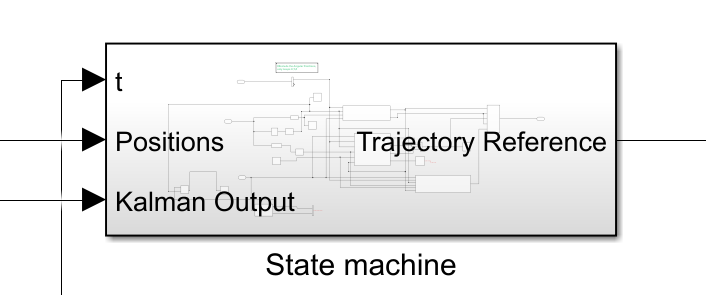 t
Positions
Trajectory Reference
Kalman Output
State machine